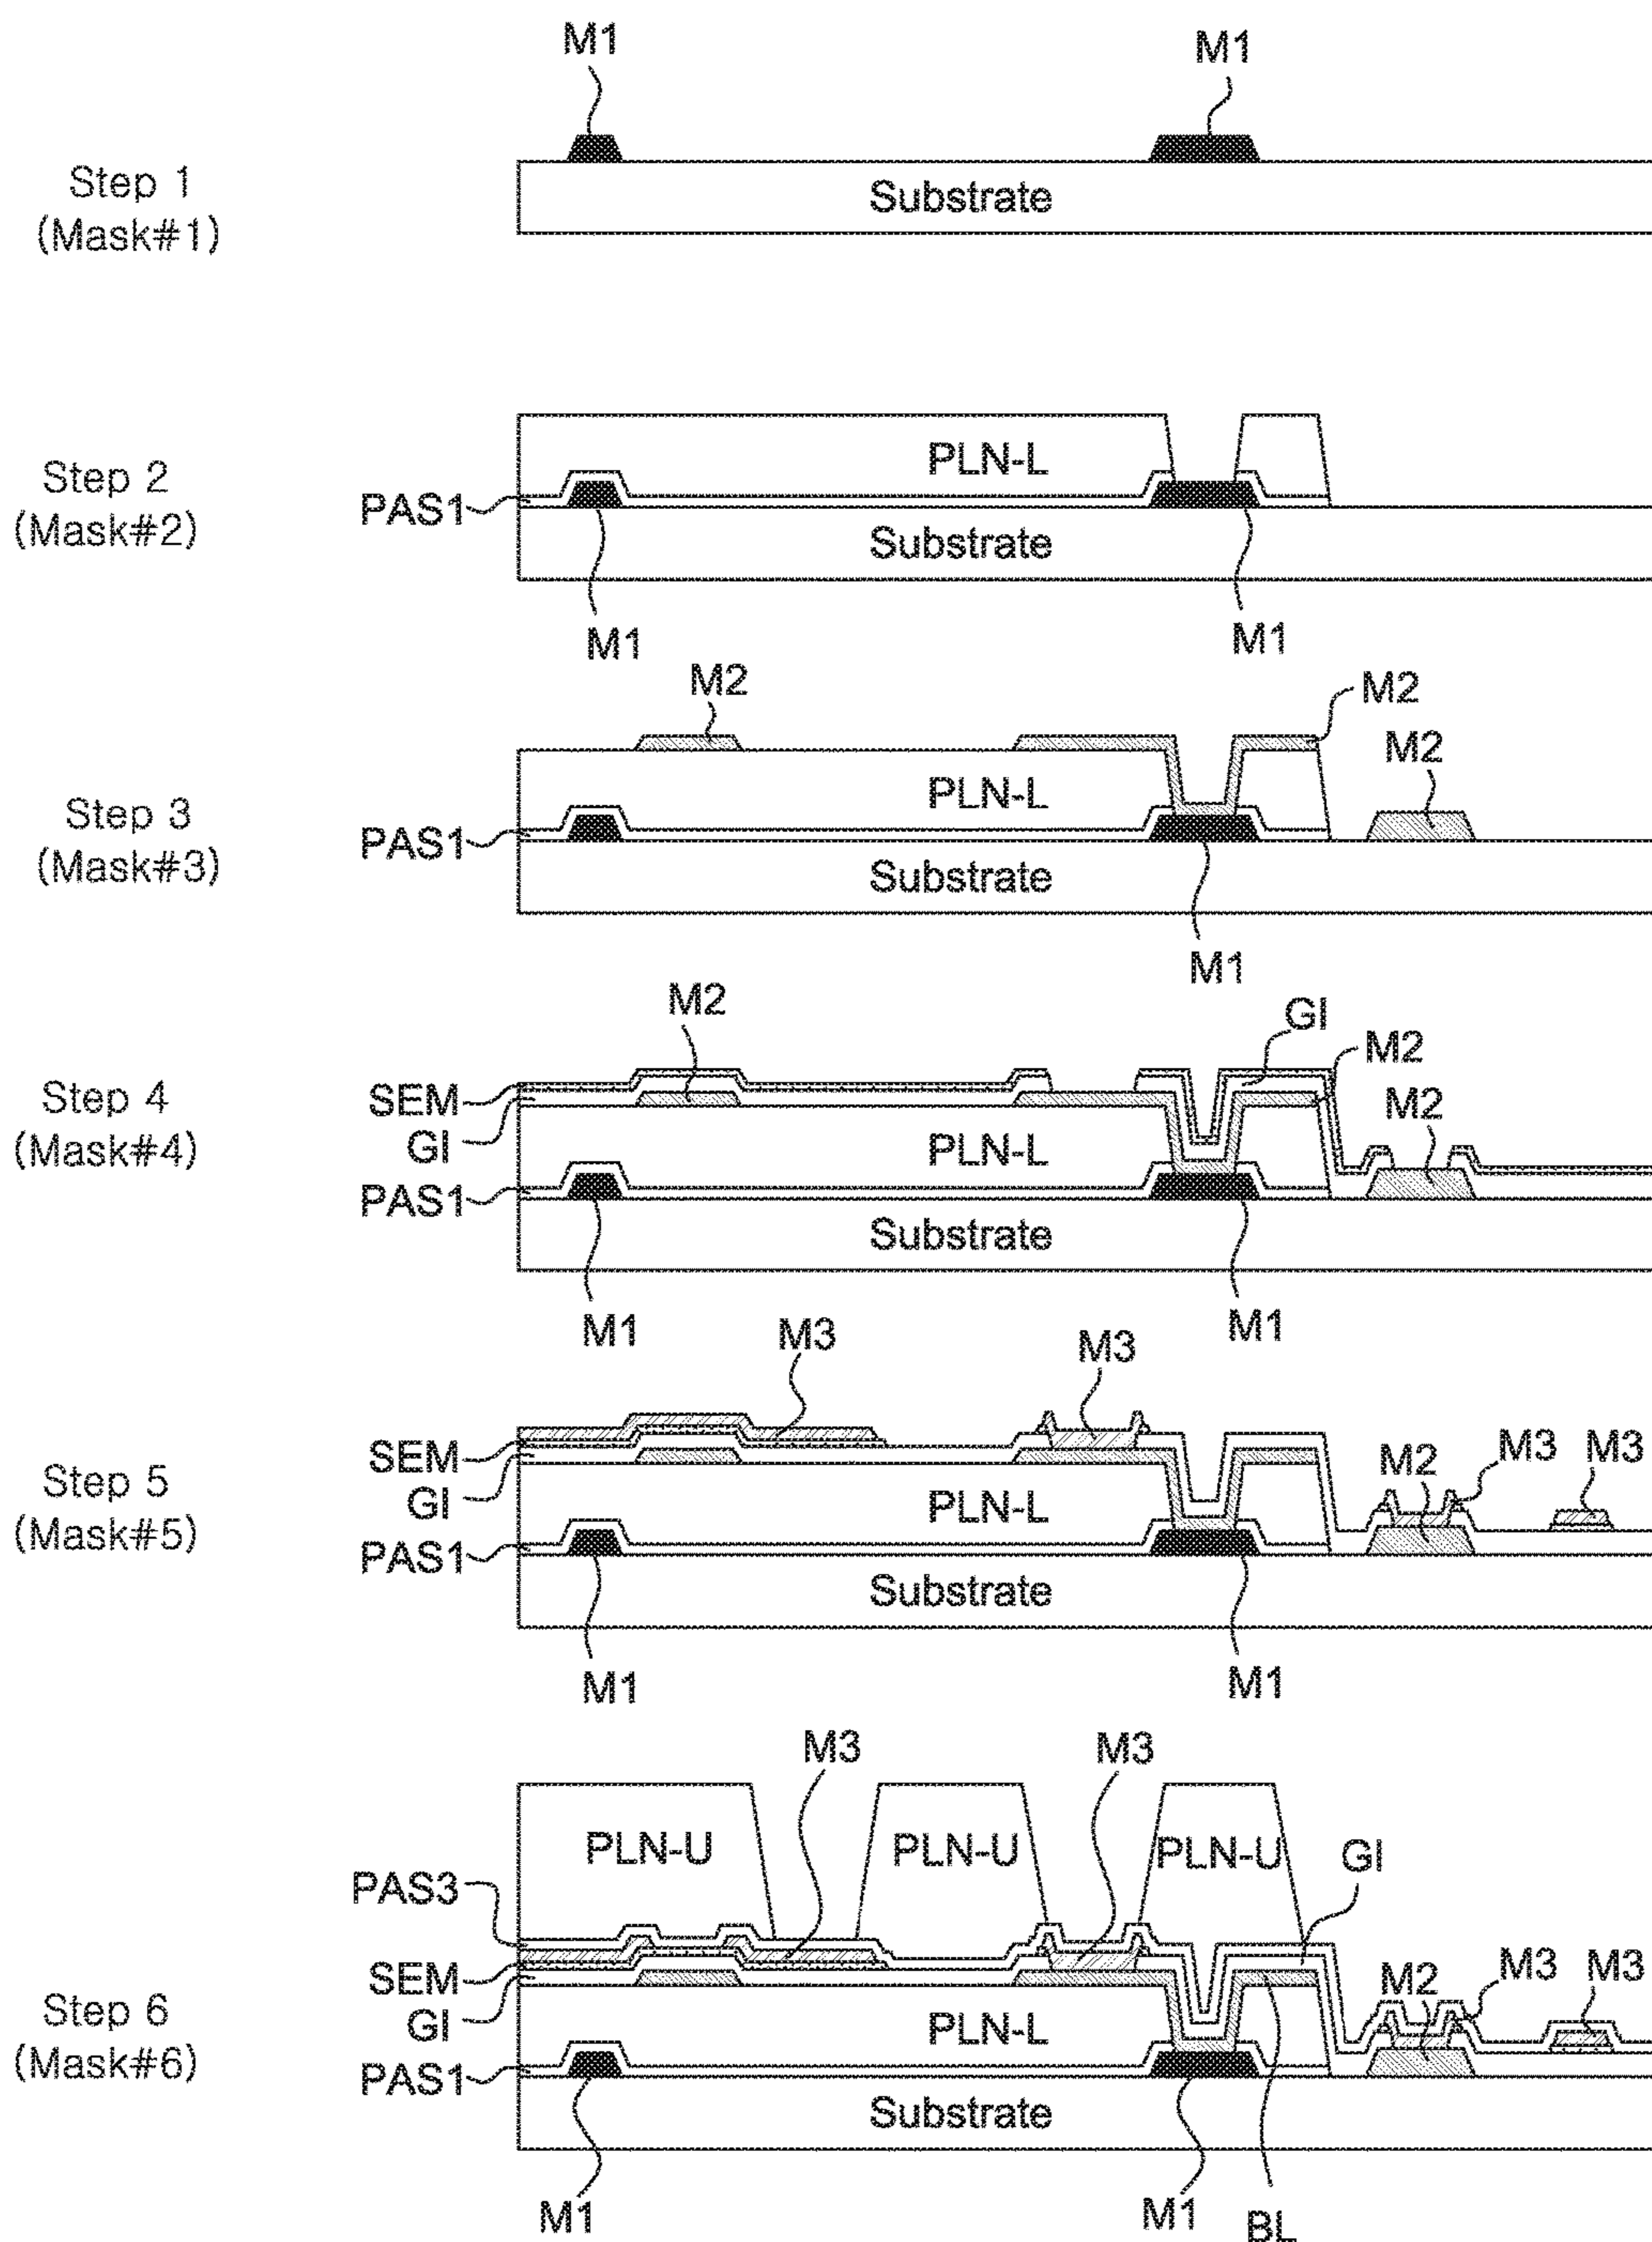 M1
M1
Step 1
(Mask#1)
Substrate
Step 2
(Mask#2)
PLN-L
PAS1
Substrate
M1
M1
M2
M2
M2
Step 3
(Mask#3)
PLN-L
PAS1
Substrate
M1
M2
GI
M2
M2
Step 4
(Mask#4)
SEM
GI
PLN-L
PAS1
Substrate
M1
M1
M3
M3
M3
M3
M2
Step 5
(Mask#5)
SEM
GI
PLN-L
PAS1
Substrate
M1
M1
M3
M3
PLN-U
PLN-U
PLN-U
GI
PAS3
M3
M3
M2
Step 6
(Mask#6)
SEM
GI
PLN-L
PAS1
Substrate
M1
M1
BL